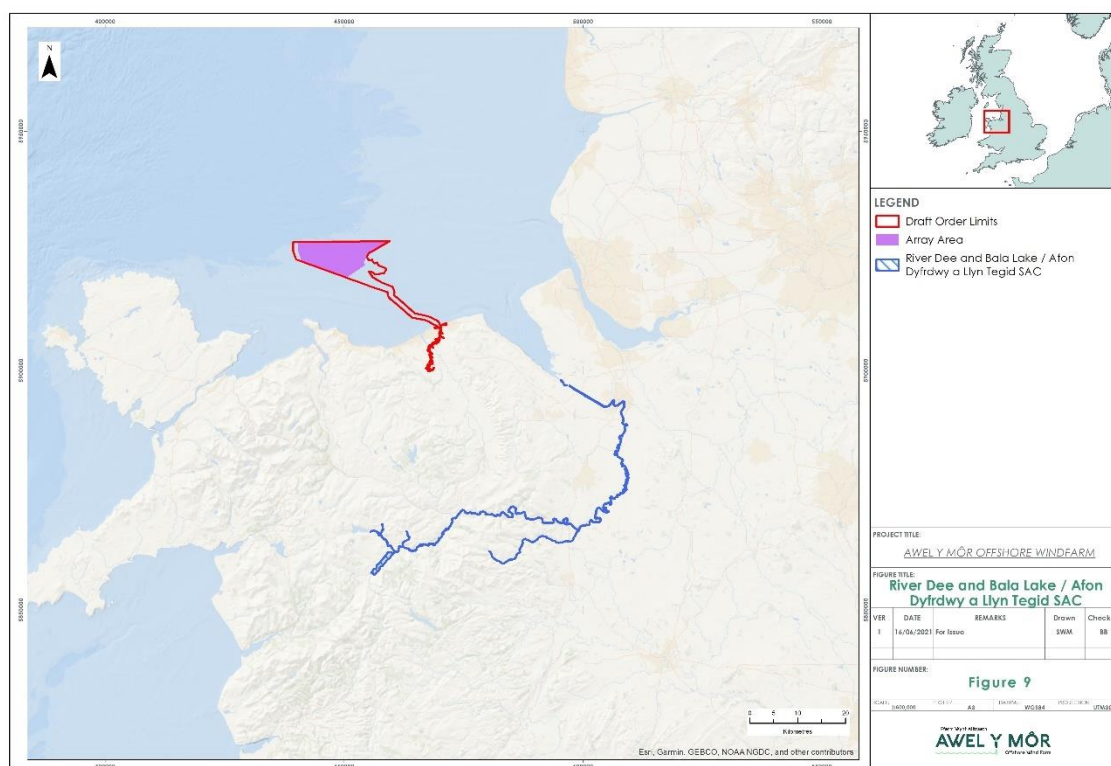 400000
450000
500000
550000
N
LEGEND
Draft Order Limits
Array Area
River Dee and Bala Lake / Afon
Dyfrdwy a Llyn Tegid SAC
5900000
5850000
PROJECT TITLE:
AWEL Y MÔR OFFSHORE WINDFARM
FIGURE TITLE:
River Dee and Bala Lake / Afon
Dyfrdwy a Llyn Tegid SAC
VER DATE REMARKS Drawn Check
1 16/06/2021 For Issue SWM BB
FIGURE NUMBER:
Figure 9
A3 WGS84
0 5 10 20
Kilometres
Esri, Garmin, GEBCO, NOAA NGDC, and other contributors
AWEL Y MÔR
Offshore Wind Farm